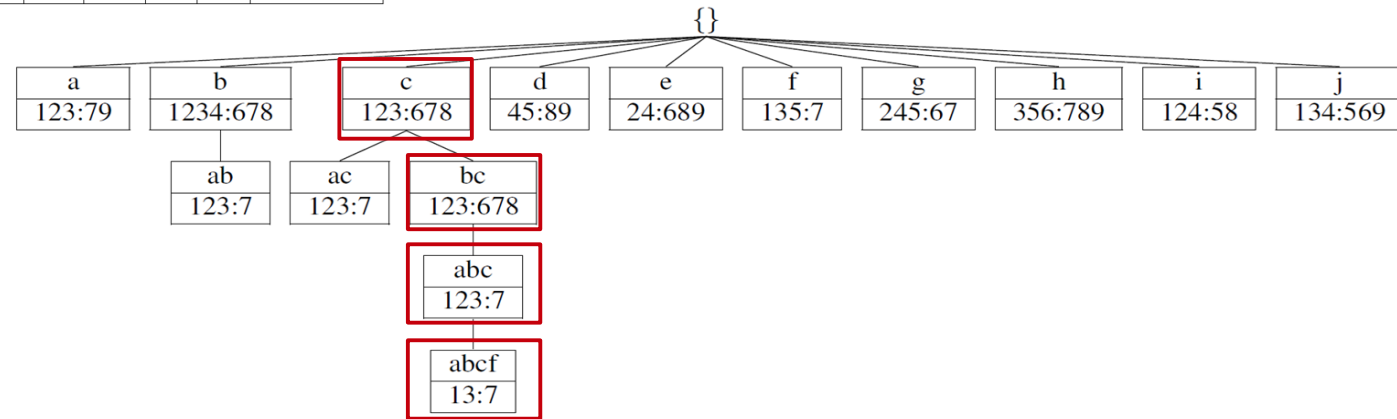 {}
a b c d e f g h i j
123:79 1234:678 123:678 45:89 24:689 135:7 245:67 356:789 124:58 134:569
ab ac bc
123:7 123:7 123:678
abc
123:7
abcf
13:7